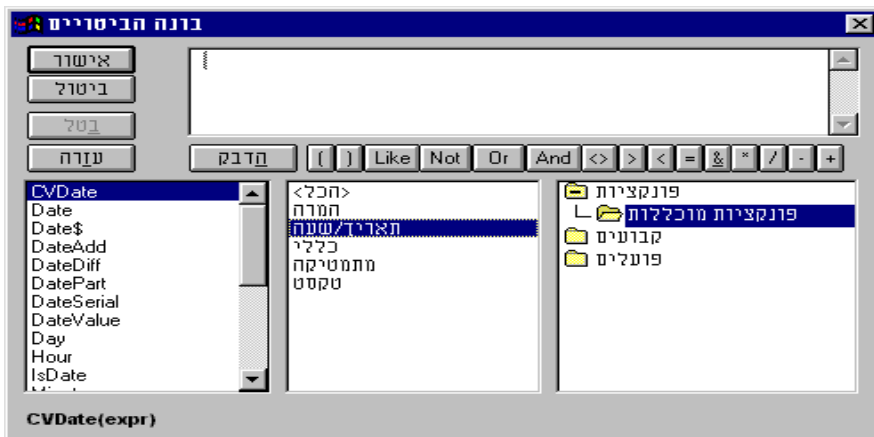 בונה הביטויים
אישור
ביטול
בטל
עזרה
הדבק
( ) Like Not Or And <> > < = & * / - +
פונקציות
פונקציות מוכללות
קבועים
פועלים
<הכל>
המרה
תאריך/שעה
כללי
מתמטיקה
טקסט
CVDate
Date
Date$
DateAdd
DateDiff
DatePart
DateSerial
DateValue
Day
Hour
IsDate
CVDate(expr)